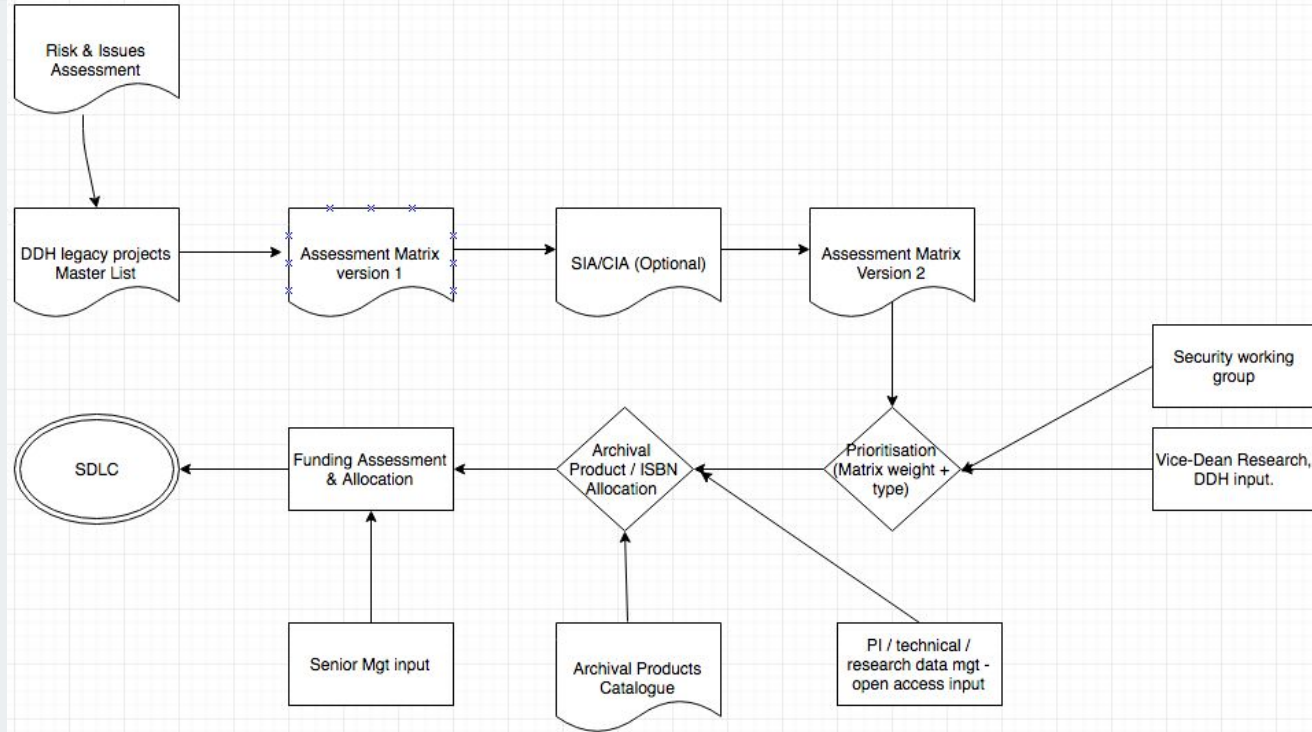 Risk & Issues
Assessment
DDH legacy projects
Master List
Assessment Matrix
version 1
SIA/CIA (Optional)
Assessment Matrix
Version 2
Security working
group
Vice-Dean Research,
DDH input.
Prioritisation
(Matrix weight +
type)
Archival
Product / ISBN
Allocation
Funding Assessment
& Allocation
SDLC
Senior Mgt input
Archival Products
Catalogue
PI / technical /
research data mgt -
open access input